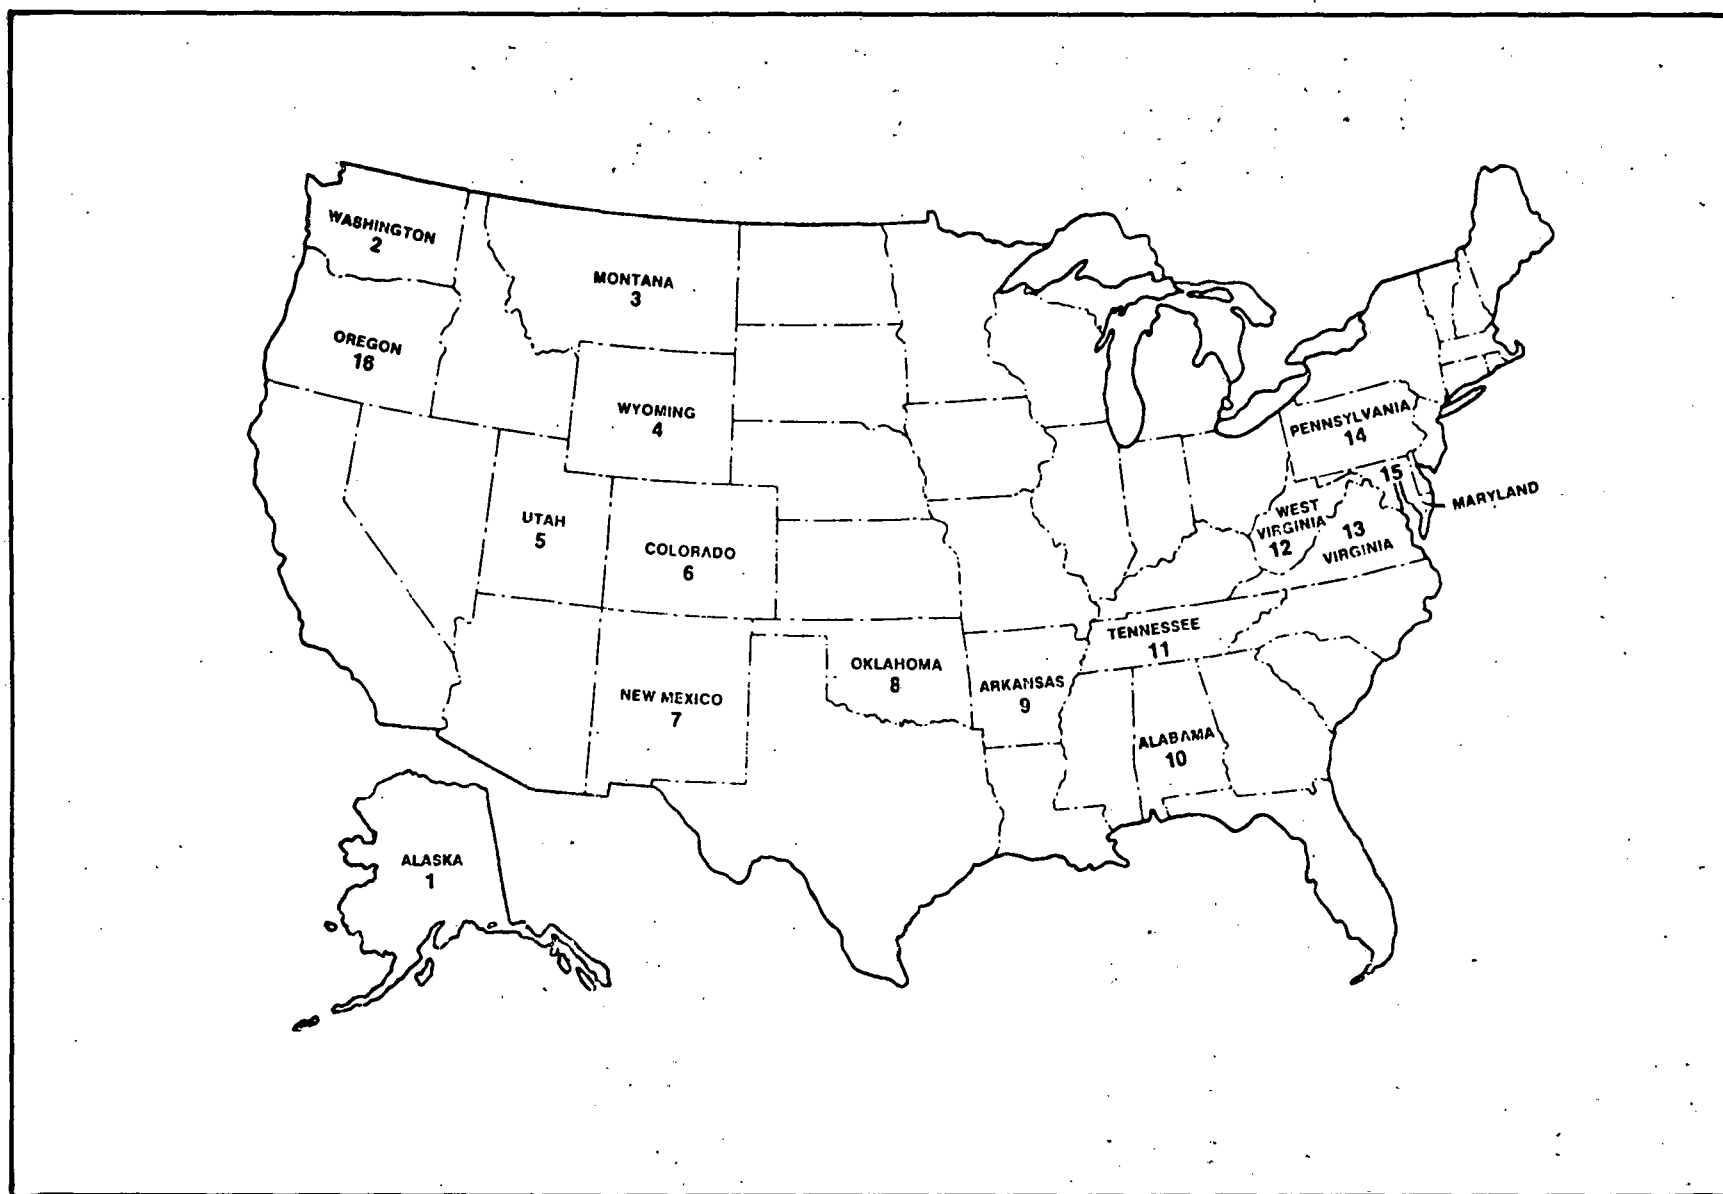 WASHINGTON
2
MONTANA
3
OREGON
16
WYOMING
4
PENNSYLVANIA
14
15
MARYLAND
UTAH
5
COLORADO
6
WEST
VIRGINIA
12
13
VIRGINIA
TENNESSEE
11
OKLAHOMA
8
ARKANSAS
9
NEW MEXICO
7
ALABAMA
10
ALASKA
1